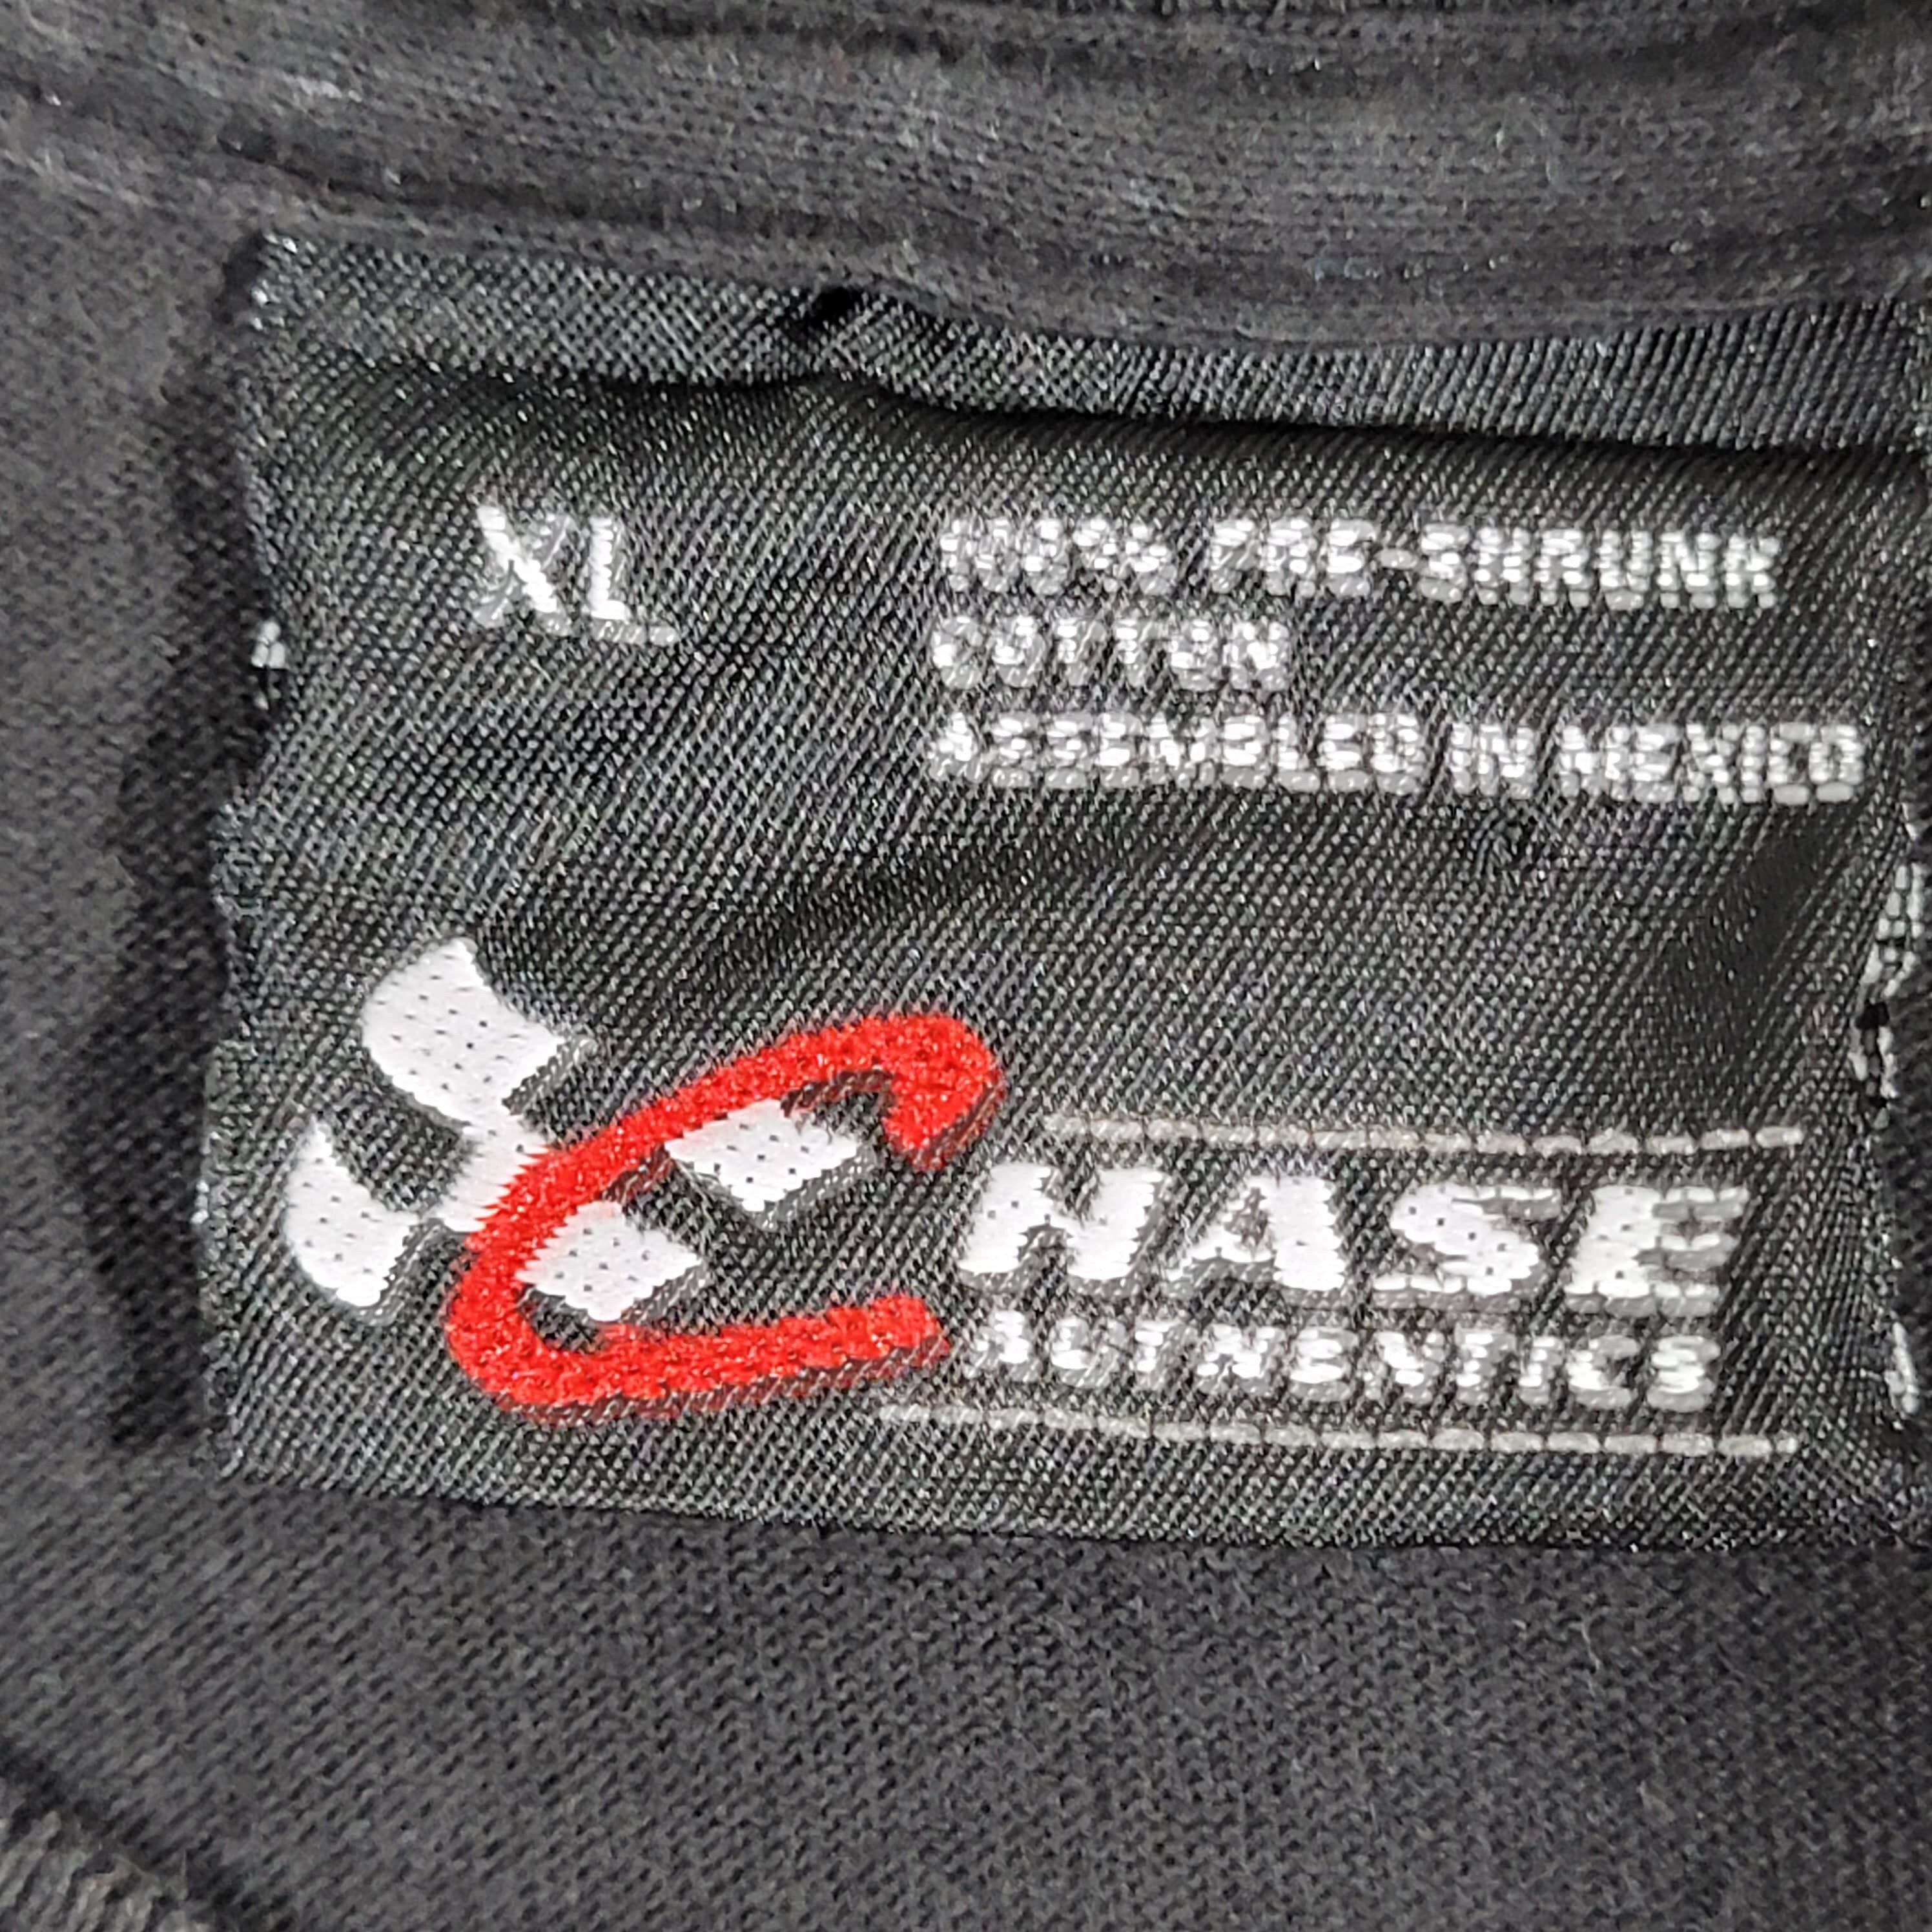 XL
100% PRE-SHRUNK
COTTON
ASSEMBLED IN MEXICO
CHASE
AUTHENTICS